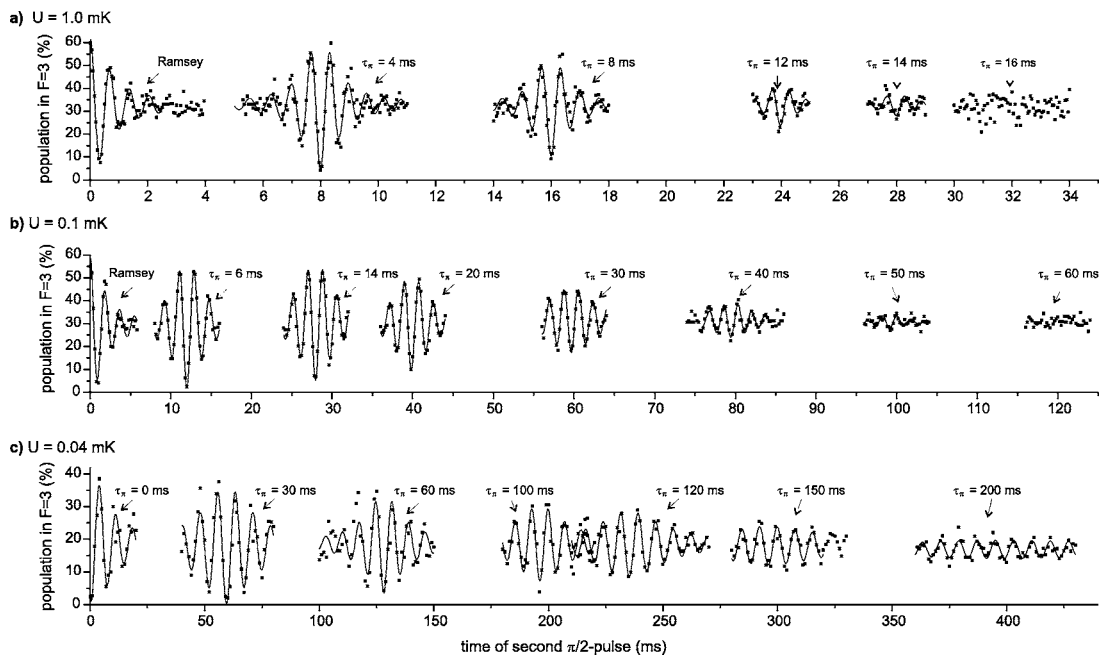 a) U = 1.0 mK
population in F=3 (%)
60
50
40
30
20
10
0
Ramsey
τπ = 4 ms
τπ = 8 ms
τπ = 12 ms
τπ = 14 ms
τπ = 16 ms
0 2 4 6 8 10 12 14 16 18 20 22 24 26 28 30 32 34
b) U = 0.1 mK
population in F=3 (%)
60
50
40
30
20
10
0
Ramsey
τπ = 6 ms
τπ = 14 ms
τπ = 20 ms
τπ = 30 ms
τπ = 40 ms
τπ = 50 ms
τπ = 60 ms
0 10 20 30 40 50 60 70 80 90 100 110 120
c) U = 0.04 mK
population in F=3 (%)
40
30
20
10
0
τπ = 0 ms
τπ = 30 ms
τπ = 60 ms
τπ = 100 ms
τπ = 120 ms
τπ = 150 ms
τπ = 200 ms
0 50 100 150 200 250 300 350 400
time of second π/2-pulse (ms)